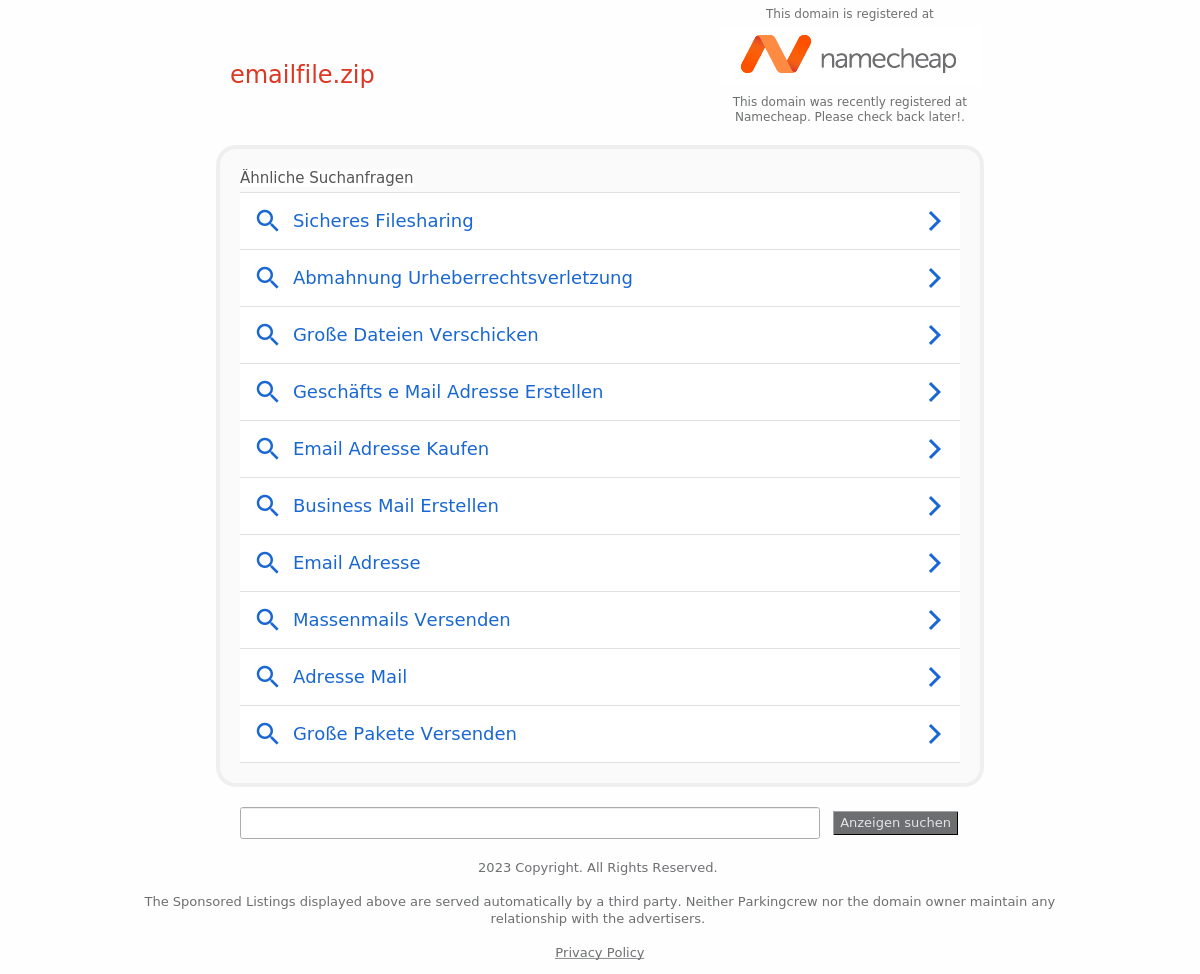 This domain is registered at
namecheap
emailfile.zip
This domain was recently registered at
Namecheap. Please check back later!.
Ähnliche Suchanfragen
Sicheres Filesharing
Abmahnung Urheberrechtsverletzung
Große Dateien Verschicken
Geschäfts e Mail Adresse Erstellen
Email Adresse Kaufen
Business Mail Erstellen
Email Adresse
Massenmails Versenden
Adresse Mail
Große Pakete Versenden
Anzeigen suchen
2023 Copyright. All Rights Reserved.
The Sponsored Listings displayed above are served automatically by a third party. Neither Parkingcrew nor the domain owner maintain any
relationship with the advertisers.
Privacy Policy